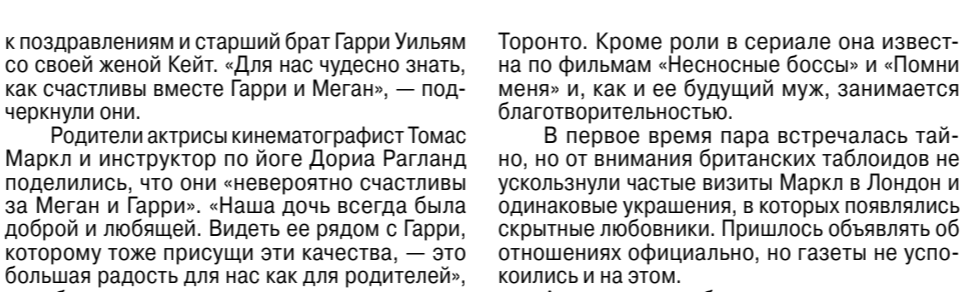 к поздравлениям и старший брат Гарри Уильям
со своей женой Кейт. «Для нас чудесно знать,
как счастливы вместе Гарри и Меган», — под-
черкнули они.
Родители актрисы кинематографист Томас
Маркл и инструктор по йоге Дориа Рагланд
поделились, что они «невероятно счастливы
за Меган и Гарри». «Наша дочь всегда была
доброй и любящей. Видеть ее рядом с Гарри,
которому тоже присущи эти качества, — это
большая радость для нас как для родителей»,
Торонто. Кроме роли в сериале она извест-
на по фильмам «Несносные боссы» и «Помни
меня» и, как и ее будущий муж, занимается
благотворительностью.
В первое время пара встречалась тай-
но, но от внимания британских таблоидов не
ускользнули частые визиты Маркл в Лондон и
одинаковые украшения, в которых появлялись
скрытные любовники. Пришлось объявлять об
отношениях официально, но газеты не успо-
коились и на этом.